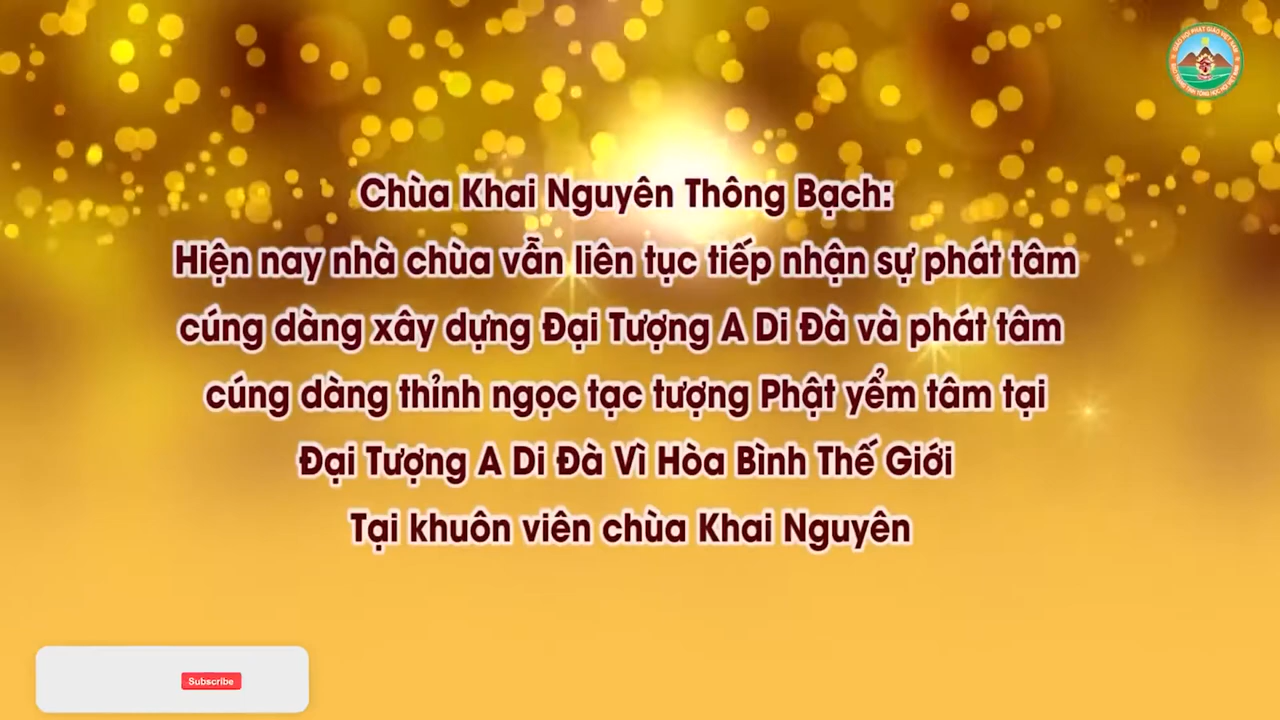 Chùa Khai Nguyên Thông Bạch:
Hiện nay nhà chùa vẫn liên tục tiếp nhận sự phát tâm
cúng dàng xây dựng Đại Tượng A Di Đà và phát tâm
cúng dàng thỉnh ngọc tạc tượng Phật yểm tâm tại
Đại Tượng A Di Đà Vì Hòa Bình Thế Giới
Tại khuôn viên chùa Khai Nguyên
Subscribe